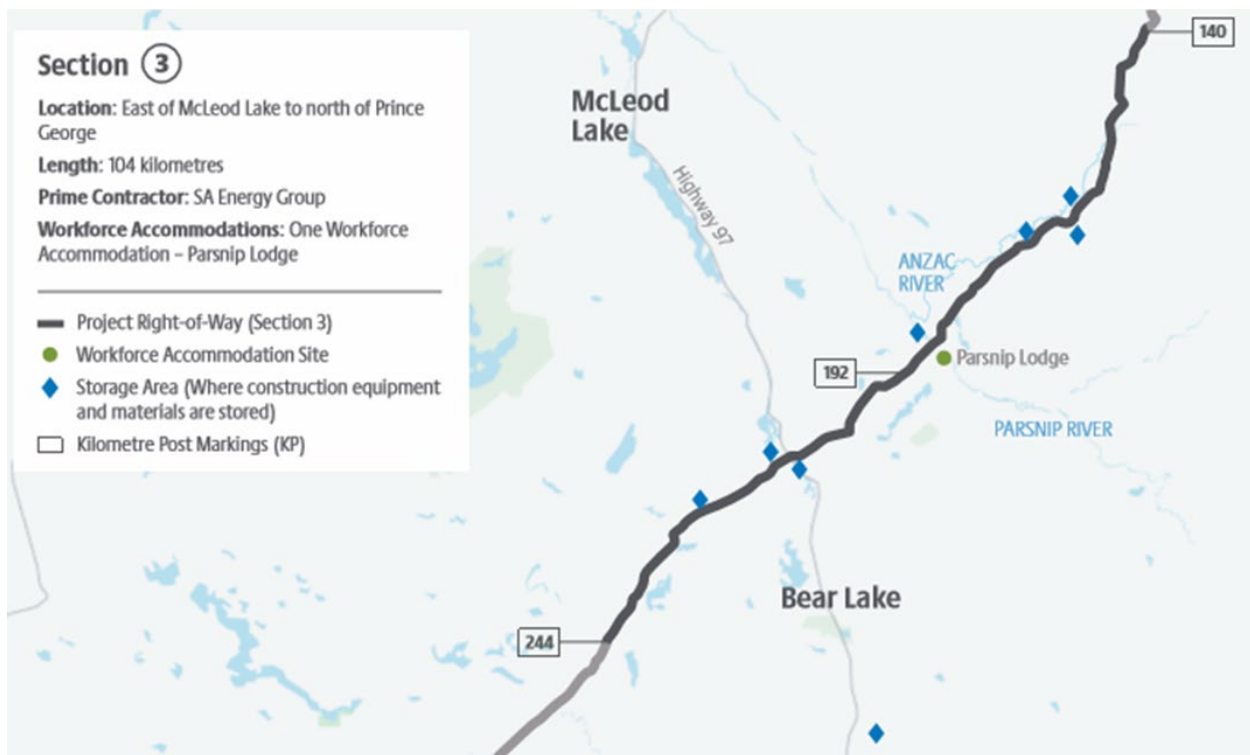 Section 3
Location: East of McLeod Lake to north of Prince
George
Length: 104 kilometres
Prime Contractor: SA Energy Group
Workforce Accommodations: One Workforce
Accommodation – Parsnip Lodge
Project Right-of-Way (Section 3)
Workforce Accommodation Site
Storage Area (Where construction equipment
and materials are stored)
Kilometre Post Markings (KP)
140
McLeod
Lake
Highway 97
ANZAC
RIVER
Parsnip Lodge
192
PARSNIP RIVER
Bear Lake
244